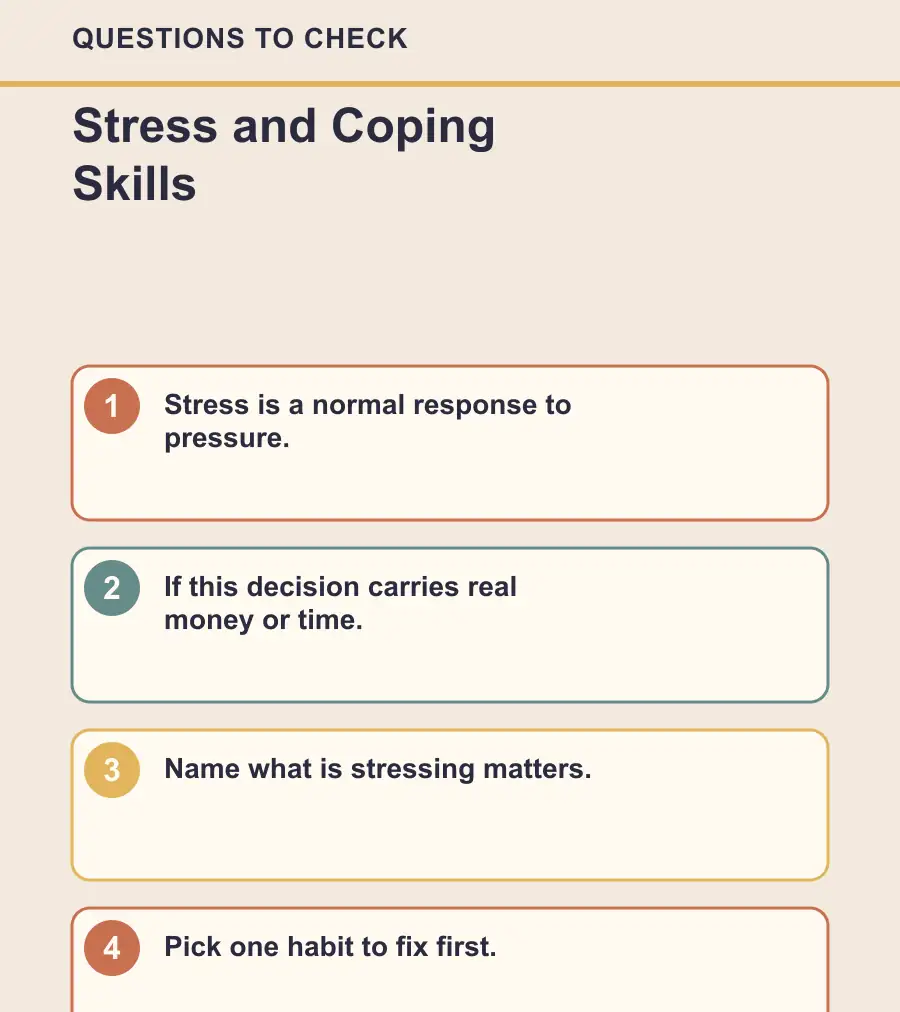 QUESTIONS TO CHECK
Stress and Coping
Skills
1
Stress is a normal response to
pressure.
2
If this decision carries real
money or time.
3
Name what is stressing matters.
4
Pick one habit to fix first.